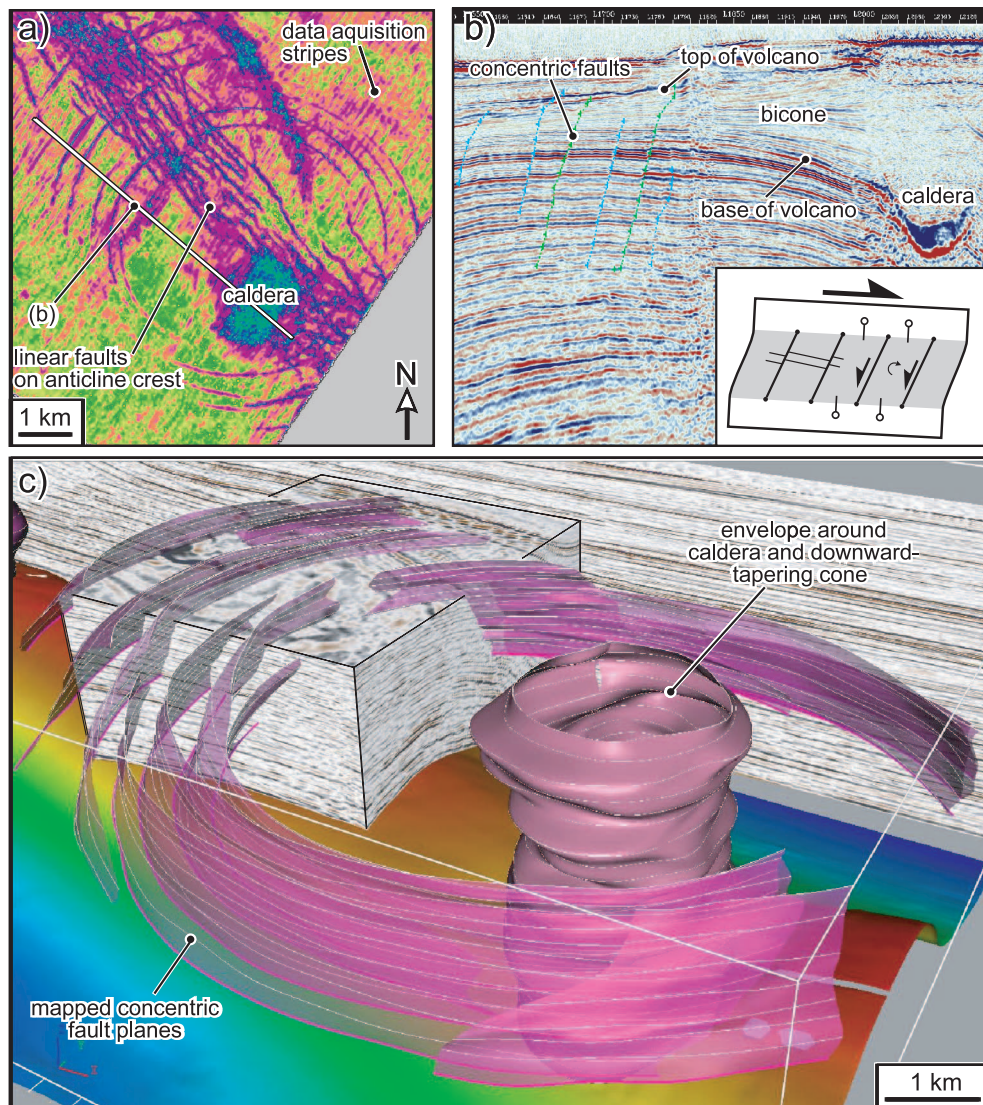 a)
data aquisition
stripes
caldera
(b)
linear faults
on anticline crest
1 km
N
b)
concentric faults
top of volcano
bicone
caldera
base of volcano
c)
envelope around
caldera and downward-
tapering cone
mapped concentric
fault planes
1 km